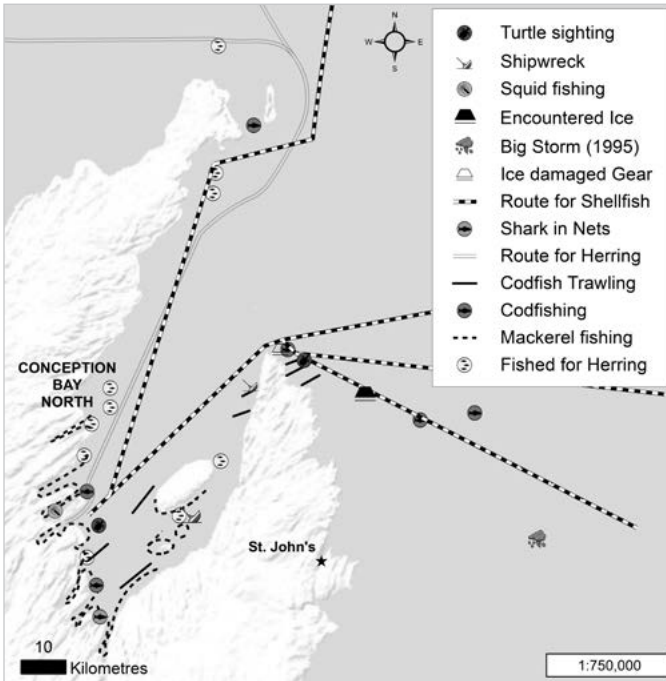 N
W E
S
Turtle sighting
Shipwreck
Squid fishing
Encountered Ice
Big Storm (1995)
Ice damaged Gear
Route for Shellfish
Shark in Nets
Route for Herring
Codfish Trawling
Codfishing
Mackerel fishing
Fished for Herring
CONCEPTION
BAY
NORTH
St. John's
10
Kilometres
1:750,000